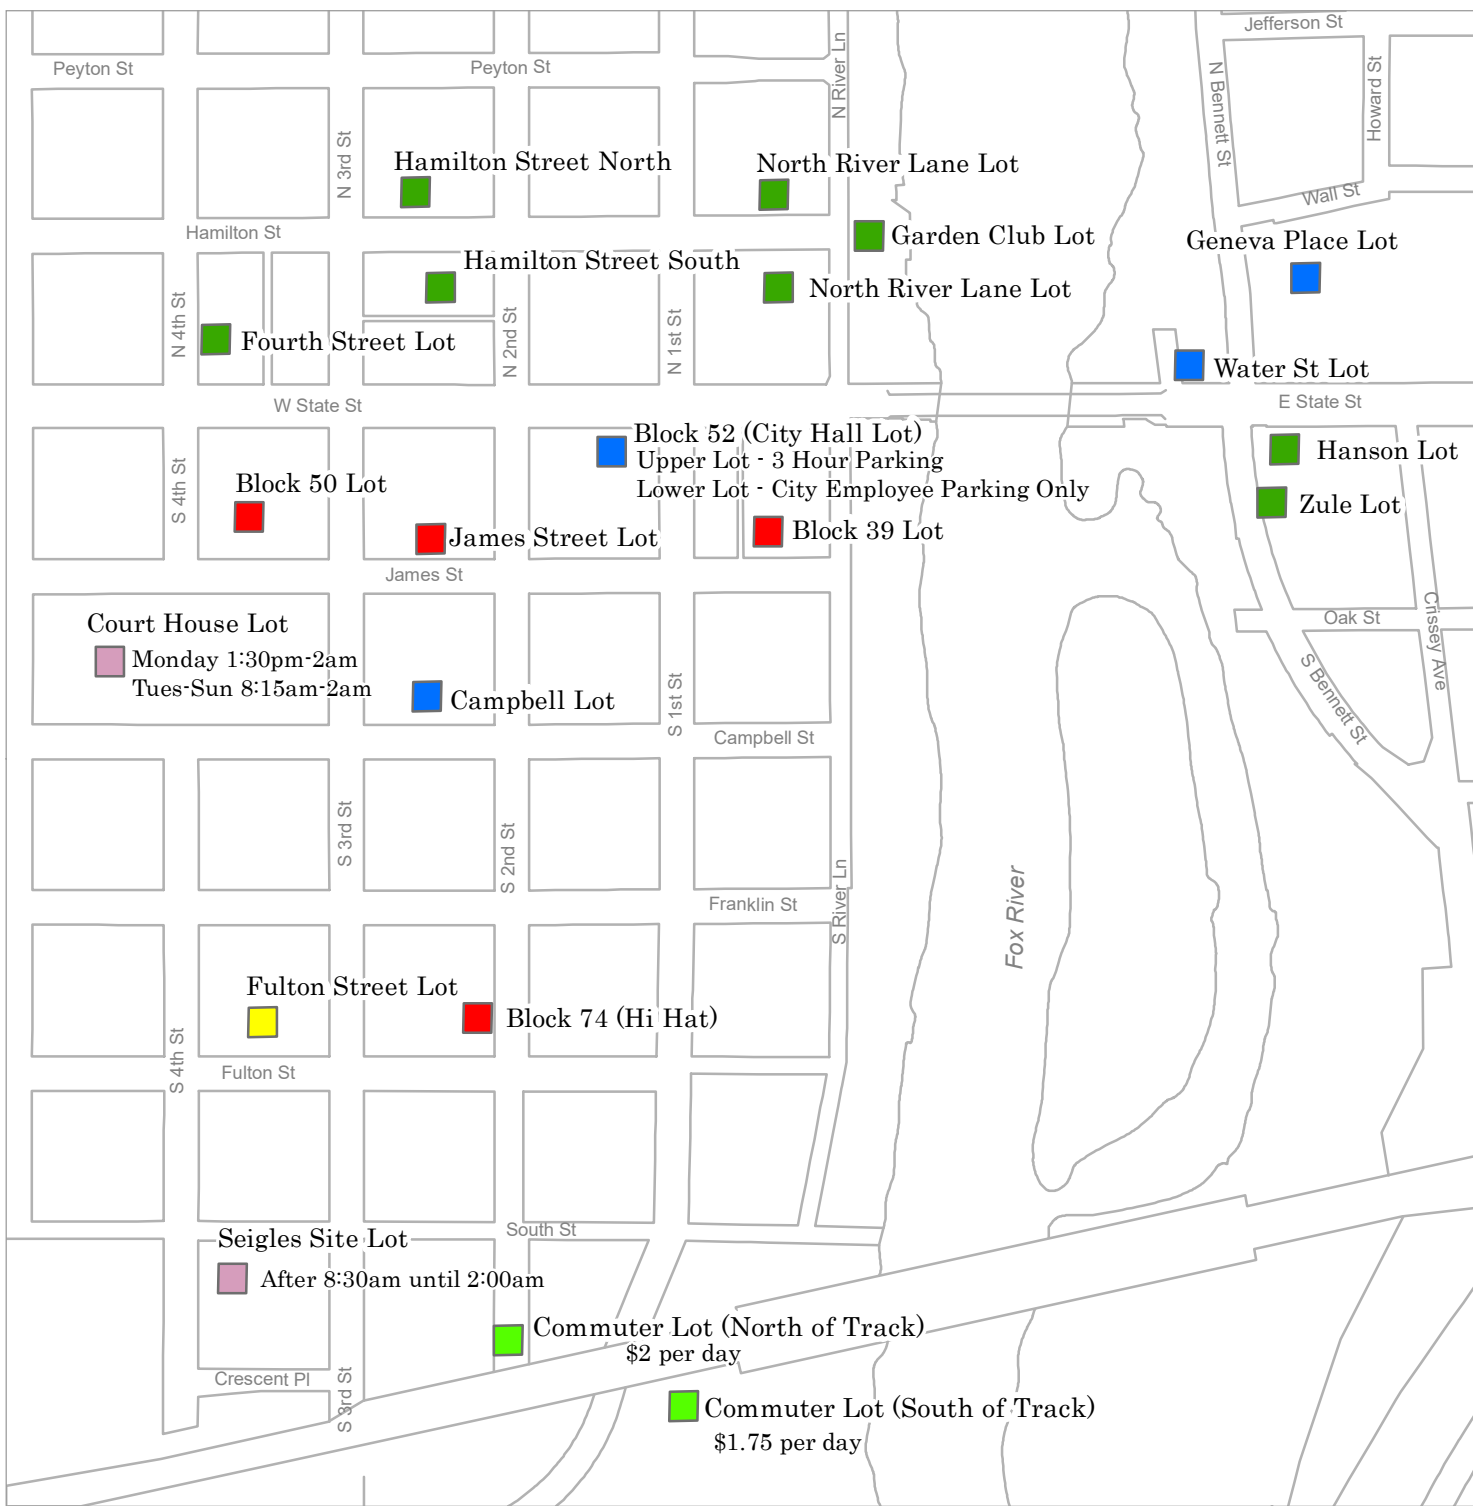 Jefferson St
Peyton St
Peyton St
N River Ln
N Bennett St
Howard St
N 3rd St
Hamilton Street North
North River Lane Lot
Wall St
Hamilton St
Garden Club Lot
Geneva Place Lot
Hamilton Street South
North River Lane Lot
N 4th St
Fourth Street Lot
N 2nd St
N 1st St
Water St Lot
W State St
E State St
Block 52 (City Hall Lot)
Upper Lot - 3 Hour Parking
Lower Lot - City Employee Parking Only
Hanson Lot
S 4th St
Block 50 Lot
Zule Lot
James Street Lot
Block 39 Lot
James St
Court House Lot
Monday 1:30pm-2am
Tues-Sun 8:15am-2am
Oak St
Crissey Ave
S Bennett St
Campbell Lot
S 1st St
Campbell St
S 3rd St
S 2nd St
Franklin St
S River Ln
Fox River
Fulton Street Lot
Block 74 (Hi Hat)
S 4th St
Fulton St
South St
Seigles Site Lot
After 8:30am until 2:00am
Commuter Lot (North of Track)
$2 per day
Crescent Pl
S 3rd St
Commuter Lot (South of Track)
$1.75 per day